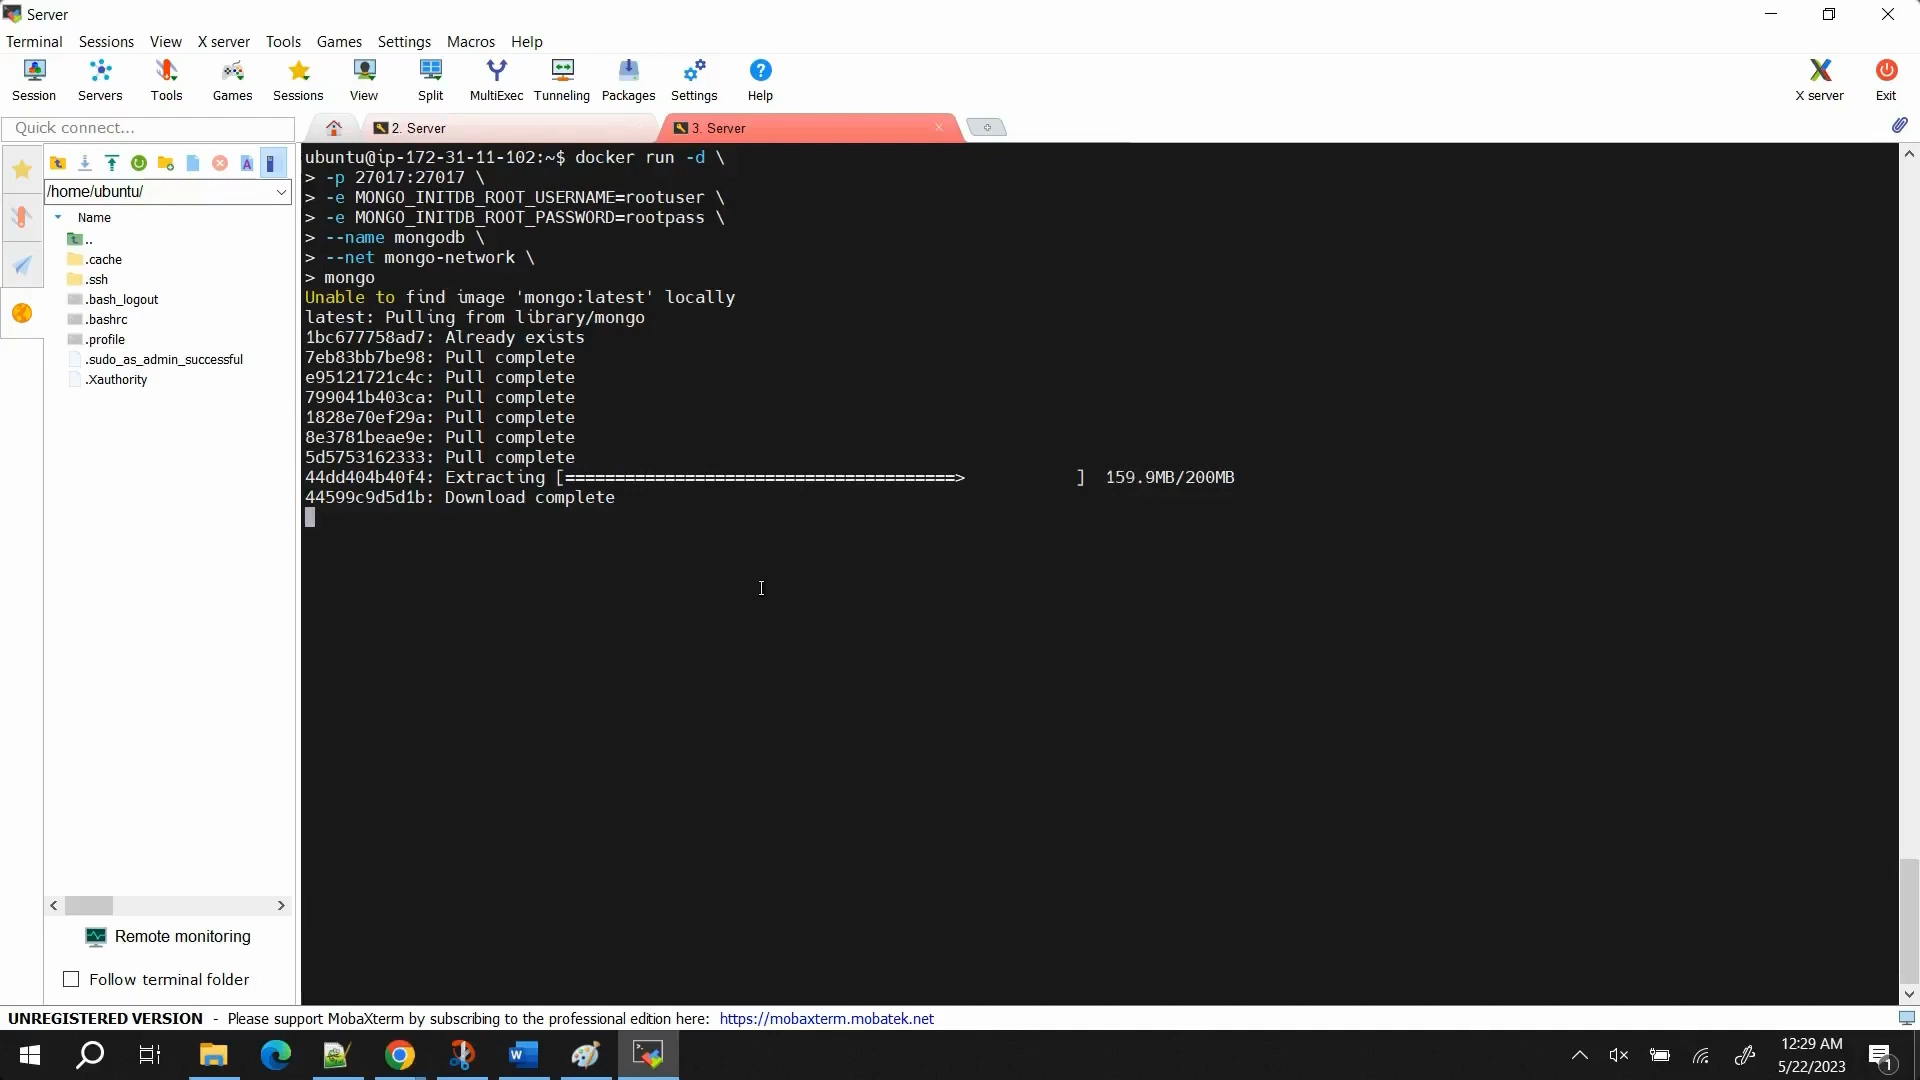 Server
Terminal Sessions View X server Tools Games Settings Macros Help
Session Servers Tools Games Sessions View Split MultiExec Tunneling Packages Settings Help X server Exit
Quick connect...
2. Server
3. Server
/home/ubuntu/
Name
..
.cache
.ssh
.bash_logout
.bashrc
.profile
.sudo_as_admin_successful
.Xauthority
Remote monitoring
Follow terminal folder
ubuntu@ip-172-31-11-102:~$ docker run -d \
> -p 27017:27017 \
> -e MONGO_INITDB_ROOT_USERNAME=rootuser \
> -e MONGO_INITDB_ROOT_PASSWORD=rootpass \
> --name mongodb \
> --net mongo-network \
> mongo
Unable to find image 'mongo:latest' locally
latest: Pulling from library/mongo
1bc677758ad7: Already exists
7eb83bb7be98: Pull complete
e95121721c4c: Pull complete
799041b403ca: Pull complete
1828e70ef29a: Pull complete
8e3781beae9e: Pull complete
5d5753162333: Pull complete
44dd404b40f4: Extracting [=======================================>           ]  159.9MB/200MB
44599c9d5d1b: Download complete
UNREGISTERED VERSION - Please support MobaXterm by subscribing to the professional edition here: https://mobaxterm.mobatek.net
12:29 AM
5/22/2023
1